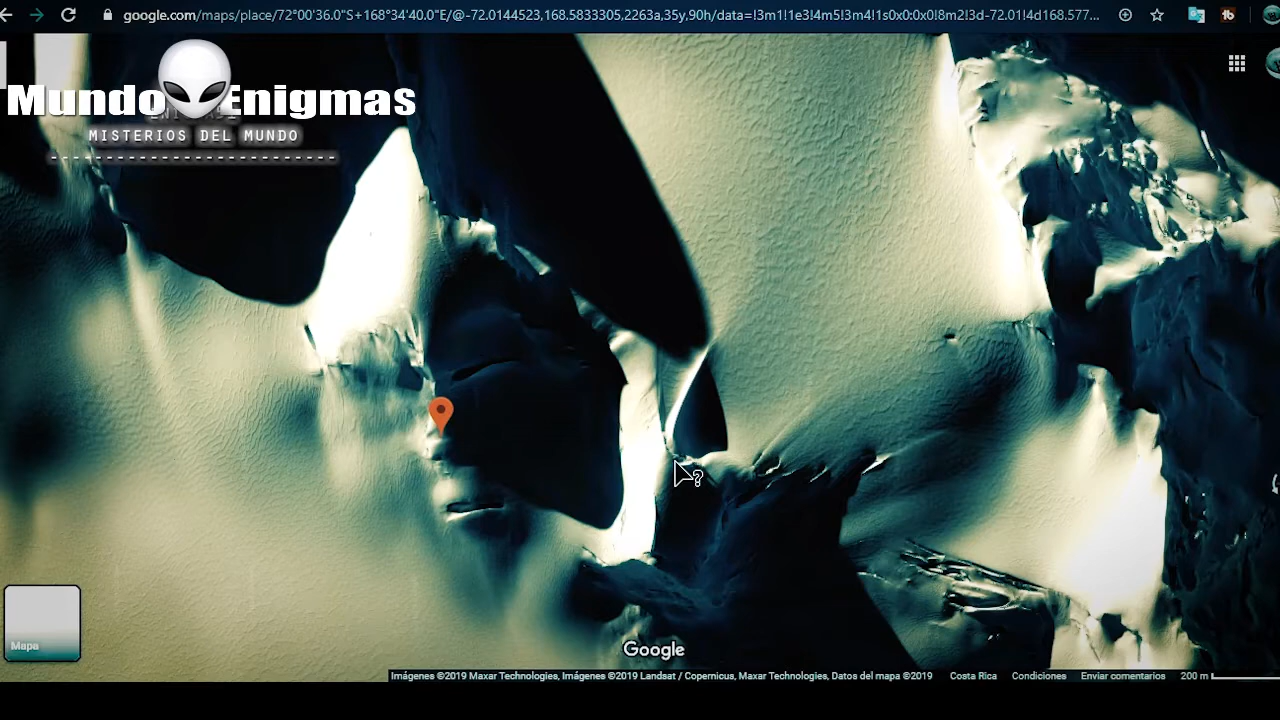 google.com/maps/place/72°00'36.0"S+168°34'40.0"E/@-72.0144523,168.5833305,2263a,35y,90h/data=!3m1!1e3!4m5!3m4!1s0x0:0x0!8m2!3d-72.01!4d168.577...
Mundo Enigmas
MISTERIOS DEL MUNDO
Mapa
Google
Imágenes ©2019 Maxar Technologies, Imágenes ©2019 Landsat / Copernicus, Maxar Technologies, Datos del mapa ©2019 Costa Rica Condiciones Enviar comentarios 200 m